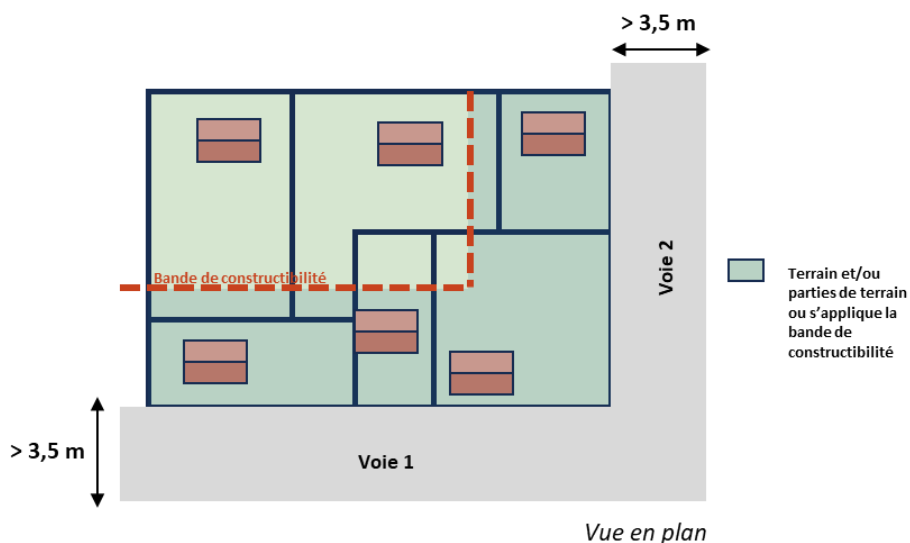 > 3,5 m
Bande de constructibilité
Voie 2
Terrain et/ou
parties de terrain
ou s’applique la
bande de
constructibilité
> 3,5 m
Voie 1
Vue en plan